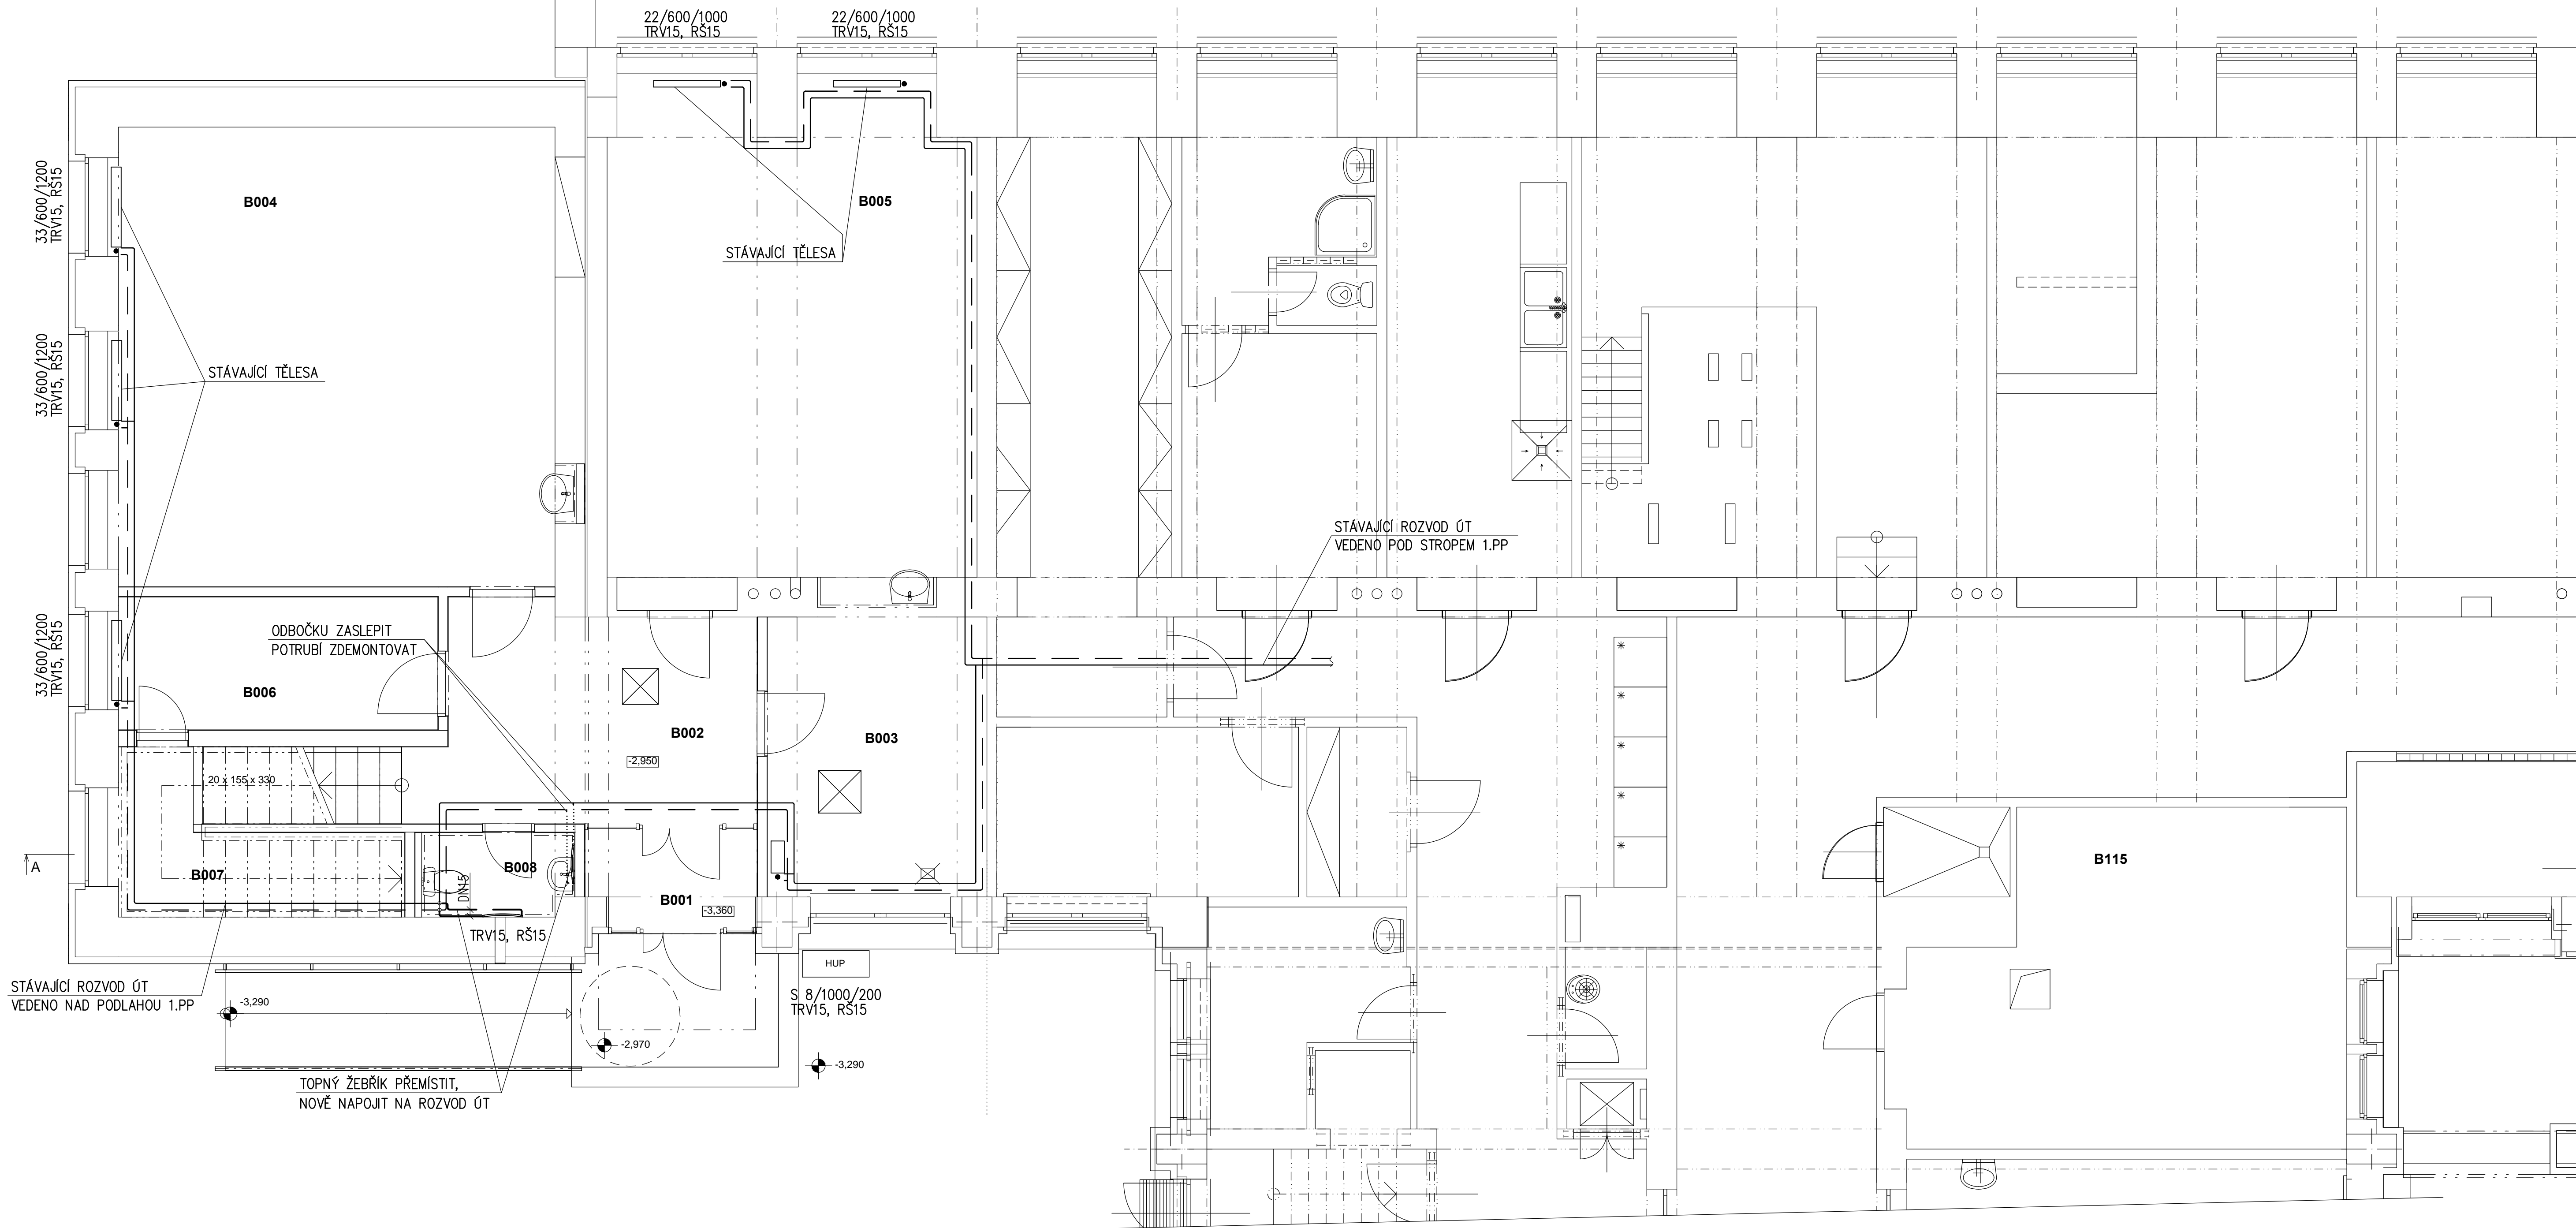 22/600/1000
TRV15, RŠ15
22/600/1000
TRV15, RŠ15
33/600/1200
TRV15, RŠ15
B004
B005
STÁVAJÍCÍ TĚLESA
33/600/1200
TRV15, RŠ15
STÁVAJÍCÍ TĚLESA
STÁVAJÍCÍ ROZVOD ÚT
VEDENO POD STROPEM 1.PP
33/600/1200
TRV15, RŠ15
ODBOČKU ZASLEPIT
POTRUBÍ ZDEMONTOVAT
B006
B002
B003
-2,950
20 x 155 x 330
A
B007
B008
DN15
B001
-3,360
B115
TRV15, RŠ15
HUP
STÁVAJÍCÍ ROZVOD ÚT
VEDENO NAD PODLAHOU 1.PP
-3,290
S 8/1000/200
TRV15, RŠ15
-2,970
-3,290
TOPNÝ ŽEBŘÍK PŘEMÍSTIT,
NOVĚ NAPOJIT NA ROZVOD ÚT